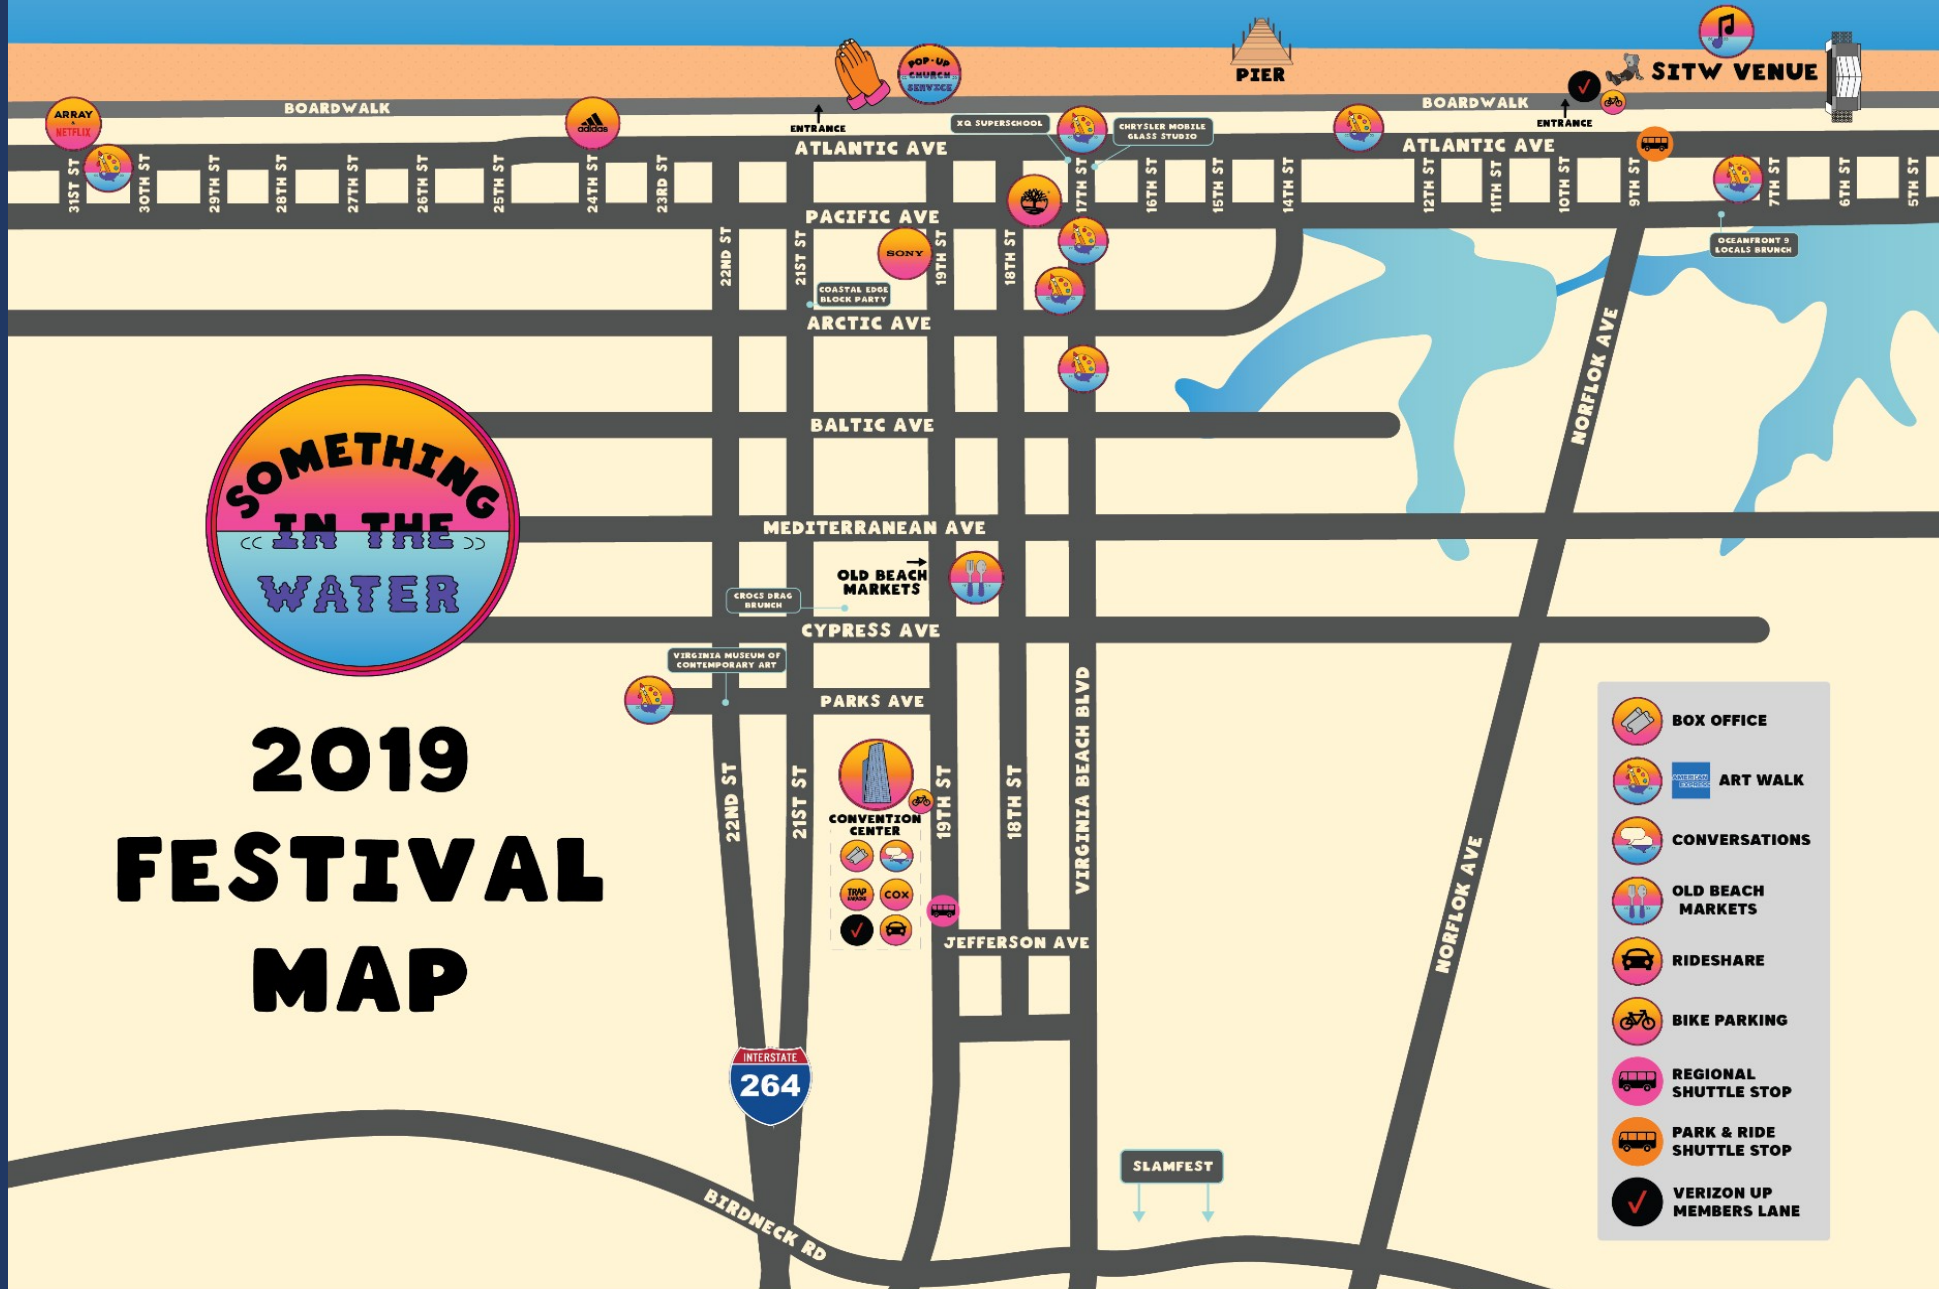 POP-UP
CHURCH
SERVICE
PIER
SITW VENUE
ARRAY
NETFLIX
BOARDWALK
adidas
ENTRANCE
XQ SUPERSCHOOL
CHRYSLER MOBILE
GLASS STUDIO
BOARDWALK
ENTRANCE
ATLANTIC AVE
ATLANTIC AVE
31ST ST
30TH ST
29TH ST
28TH ST
27TH ST
26TH ST
25TH ST
24TH ST
23RD ST
17TH ST
16TH ST
15TH ST
14TH ST
12TH ST
11TH ST
10TH ST
9TH ST
7TH ST
6TH ST
5TH ST
PACIFIC AVE
22ND ST
21ST ST
SONY
19TH ST
18TH ST
OCEANFRONT 9
LOCALS BRUNCH
COASTAL EDGE
BLOCK PARTY
ARCTIC AVE
NORFLOK AVE
BALTIC AVE
SOMETHING
IN THE
WATER
MEDITERRANEAN AVE
OLD BEACH
MARKETS
CROCS DRAG
BRUNCH
CYPRESS AVE
VIRGINIA MUSEUM OF
CONTEMPORARY ART
PARKS AVE
2019
FESTIVAL
MAP
22ND ST
21ST ST
CONVENTION
CENTER
TRAP
KARAOKE
COX
19TH ST
18TH ST
VIRGINIA BEACH BLVD
NORFLOK AVE
JEFFERSON AVE
INTERSTATE
264
BIRDNECK RD
SLAMFEST
BOX OFFICE
AMERICAN
EXPRESS
ART WALK
CONVERSATIONS
OLD BEACH
MARKETS
RIDESHARE
BIKE PARKING
REGIONAL
SHUTTLE STOP
PARK & RIDE
SHUTTLE STOP
VERIZON UP
MEMBERS LANE